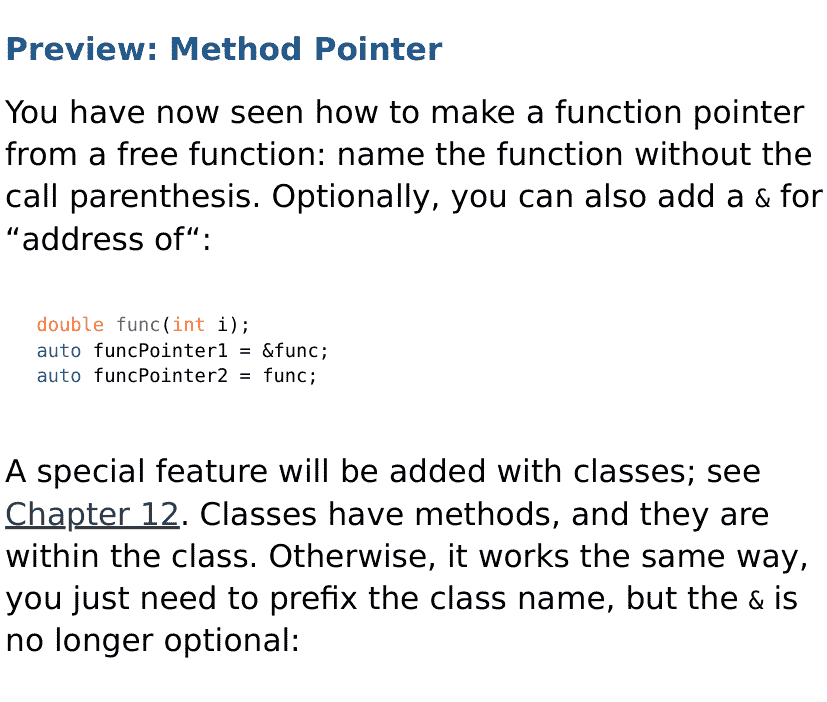 Preview: Method Pointer
You have now seen how to make a function pointer
from a free function: name the function without the
call parenthesis. Optionally, you can also add a & for
“address of“:
double func(int i);
auto funcPointer1 = &func;
auto funcPointer2 = func;
A special feature will be added with classes; see
Chapter 12. Classes have methods, and they are
within the class. Otherwise, it works the same way,
you just need to prefix the class name, but the & is
no longer optional: